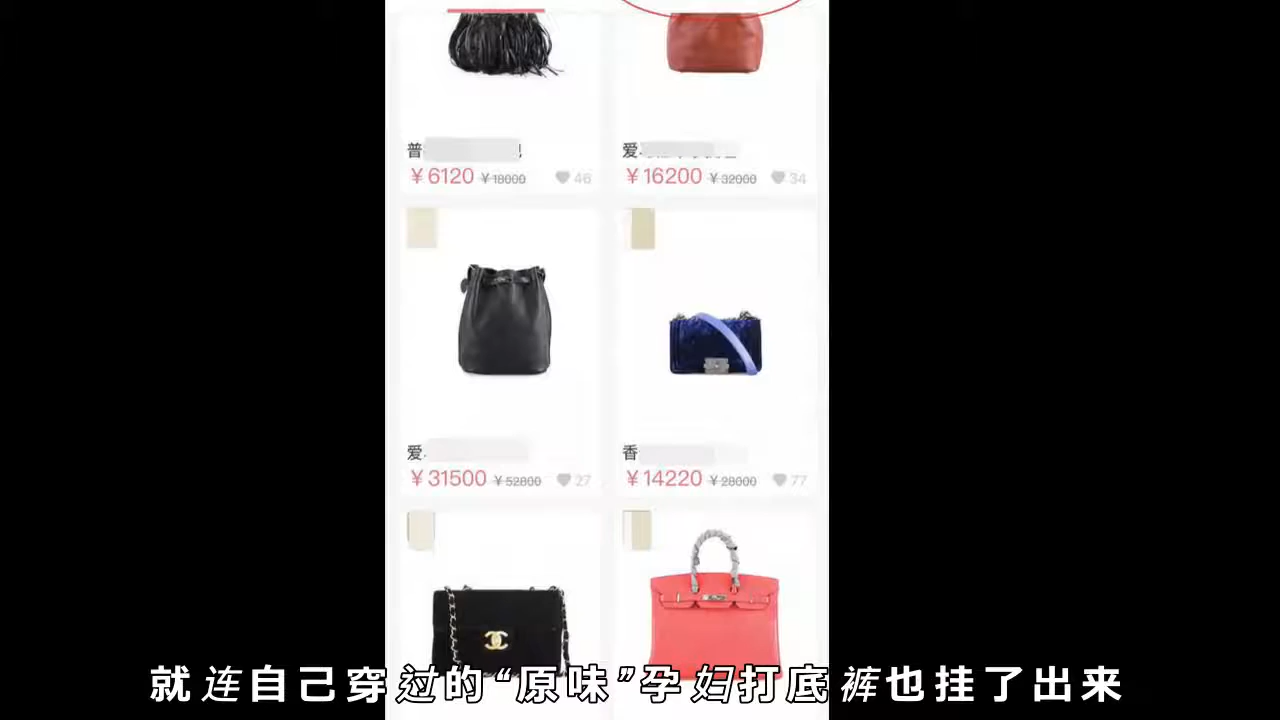 普
¥6120 ¥18000 46
爱
¥16200 ¥32000 34
爱
¥31500 ¥52800 27
香
¥14220 ¥28000 77
就连自己穿过的“原味”孕妇打底裤也挂了出来